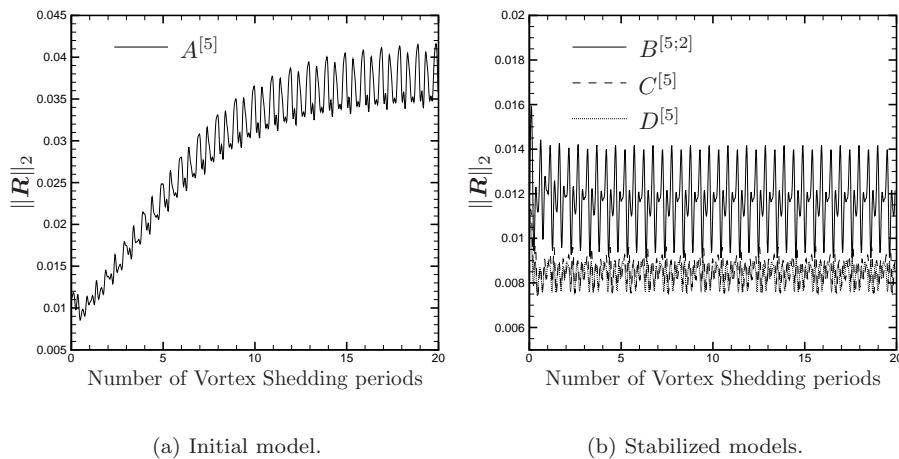 0.045
0.04
0.035
0.03
0.025
0.02
0.015
0.01
0.005
‖R‖₂
A^[5]
0 5 10 15 20
Number of Vortex Shedding periods
(a) Initial model.
0.02
0.018
0.016
0.014
0.012
0.01
0.008
0.006
‖R‖₂
B^[5;2]
C^[5]
D^[5]
0 5 10 15 20
Number of Vortex Shedding periods
(b) Stabilized models.